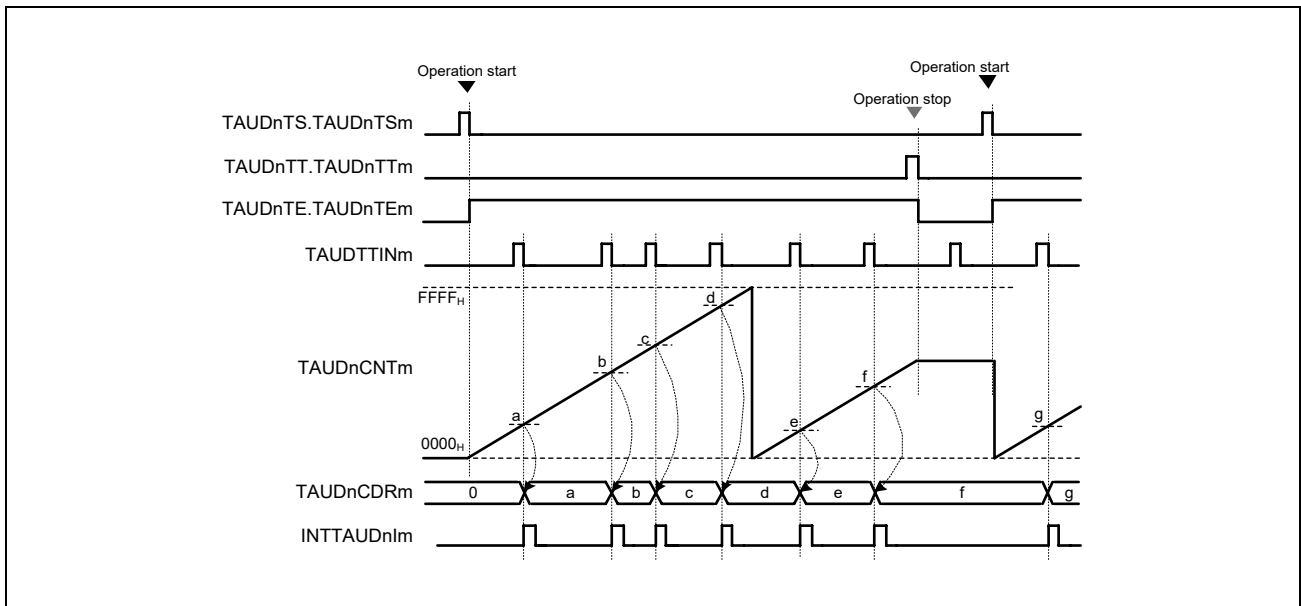 Operation start
Operation start
Operation stop
TAUDnTS.TAUDnTSm
TAUDnTT.TAUDnTTm
TAUDnTE.TAUDnTEm
TAUDTTINm
FFFFH
d
c
b
TAUDnCNTm
f
a
e
g
0000H
TAUDnCDRm 0 a b c d e f g
INTTAUDnIm